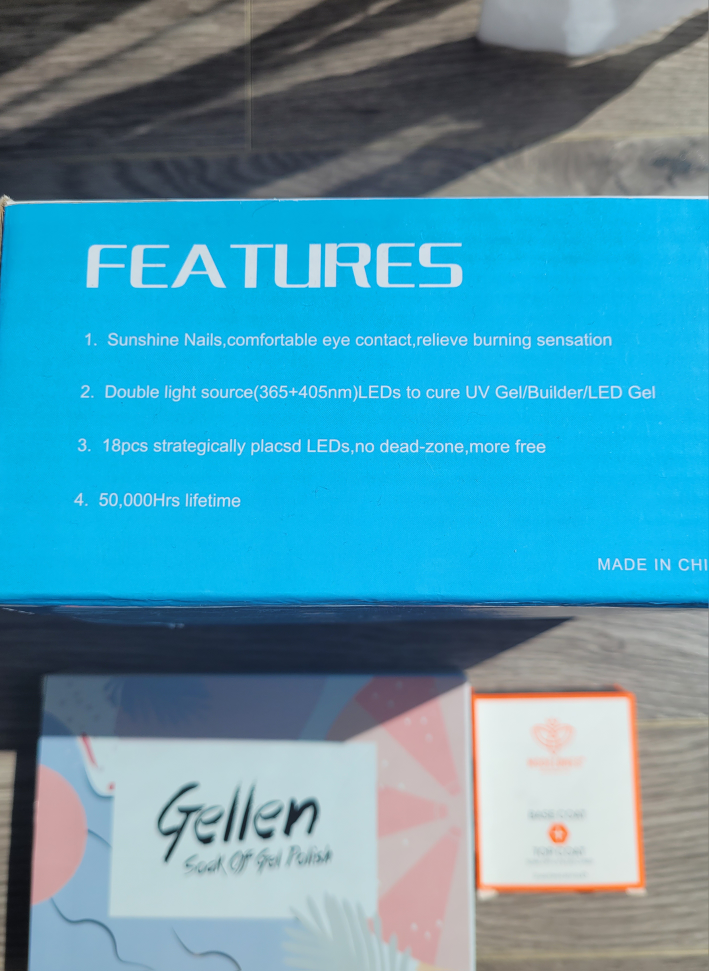 FEATURES
1. Sunshine Nails,comfortable eye contact,relieve burning sensation
2. Double light source(365+405nm)LEDs to cure UV Gel/Builder/LED Gel
3. 18pcs strategically placsd LEDs,no dead-zone,more free
4. 50,000Hrs lifetime
MADE IN CHI
Gellen
Soak Off Gel Polish
BASE COAT
TOP COAT